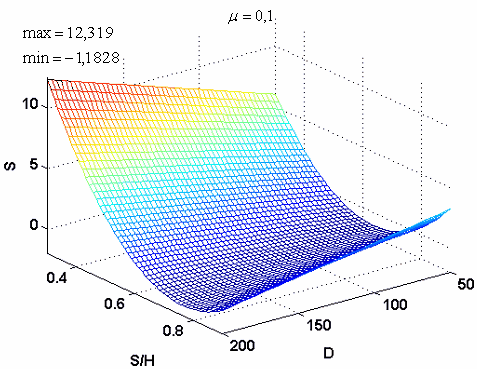 μ = 0,1
max = 12,319
min = −1,1828
10
5
0
S
0.4
0.6
0.8
S/H
200
150
100
50
D